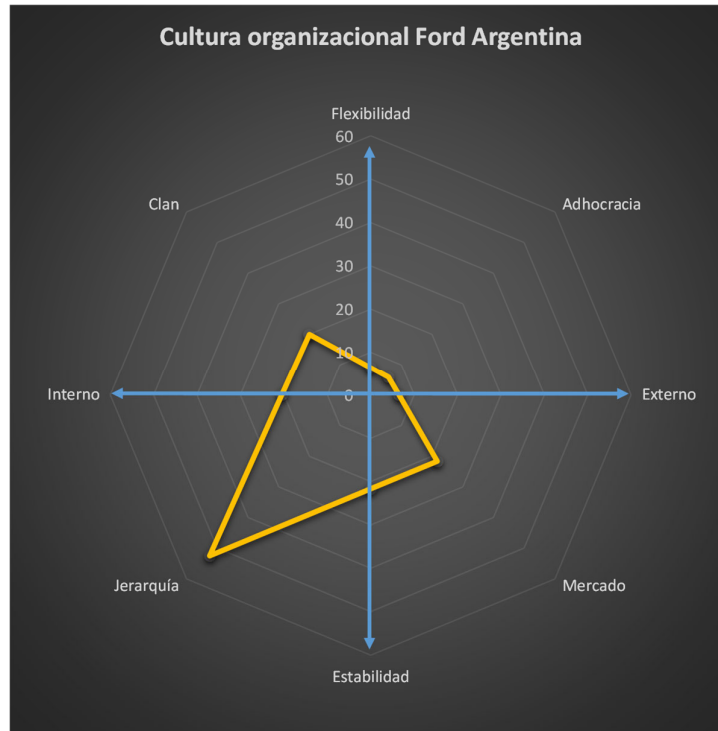 Cultura organizacional Ford Argentina
Flexibilidad
60
50
40
30
20
10
0
Clan
Adhocracia
Interno
Externo
Jerarquía
Mercado
Estabilidad